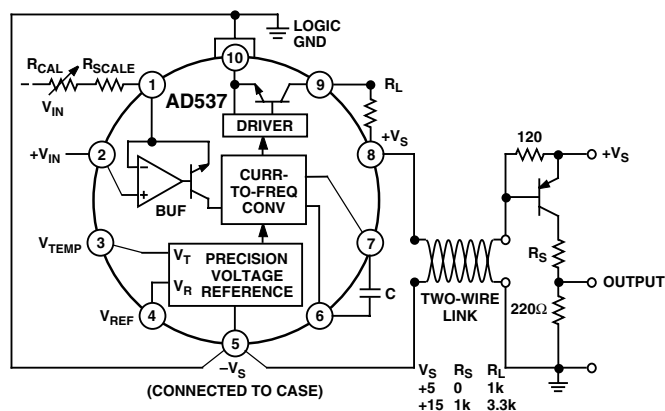 LOGIC
GND
10
R_CAL R_SCALE
V_IN
1
AD537
9
R_L
DRIVER
+V_S
120
+V_S
+V_IN
2
8
–
+
BUF
CURR-
TO-FREQ
CONV
R_S
V_TEMP
3
7
V_T PRECISION
VOLTAGE
REFERENCE
V_R
C
TWO-WIRE
LINK
OUTPUT
220Ω
V_REF
4
6
5
–V_S
(CONNECTED TO CASE)
V_S R_S R_L
+5 0 1k
+15 1k 3.3k